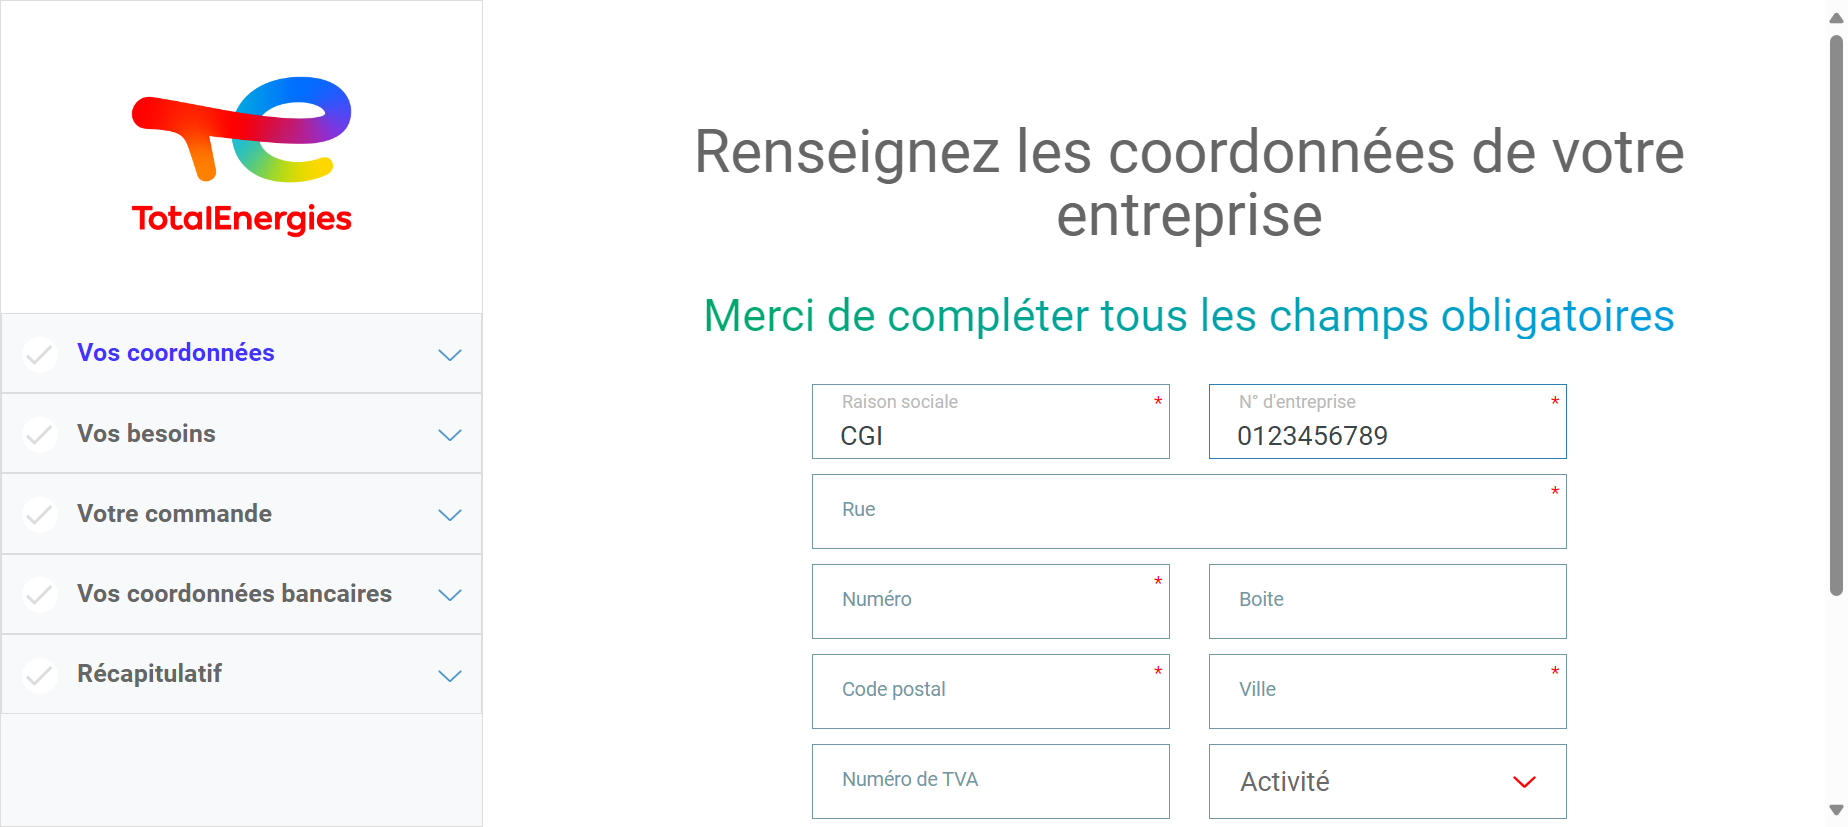 TotalEnergies
Vos coordonnées
Vos besoins
Votre commande
Vos coordonnées bancaires
Récapitulatif
Renseignez les coordonnées de votre
entreprise
Merci de compléter tous les champs obligatoires
Raison sociale *
CGI
N° d'entreprise *
0123456789
Rue *
Numéro *
Boite
Code postal *
Ville *
Numéro de TVA
Activité